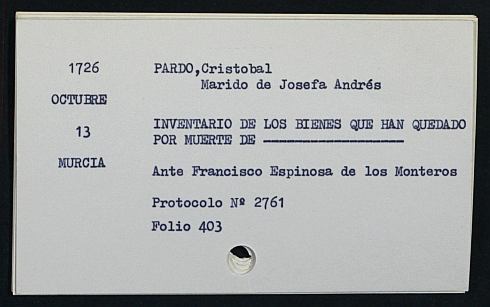 1726
OCTUBRE
13
MURCIA
PARDO,Cristobal
Marido de Josefa Andrés
INVENTARIO DE LOS BIENES QUE HAN QUEDADO
POR MUERTE DE --------------------
Ante Francisco Espinosa de los Monteros
Protocolo Nº 2761
Folio 403